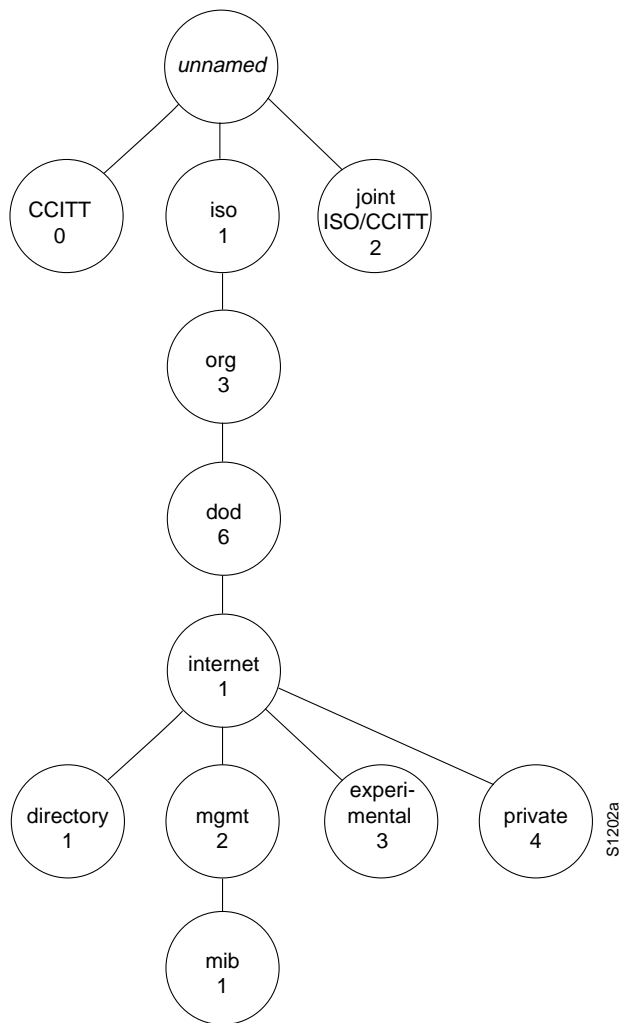 unnamed
CCITT
0
iso
1
joint
ISO/CCITT
2
org
3
dod
6
internet
1
directory
1
mgmt
2
experi-
mental
3
private
4
mib
1
S1202a